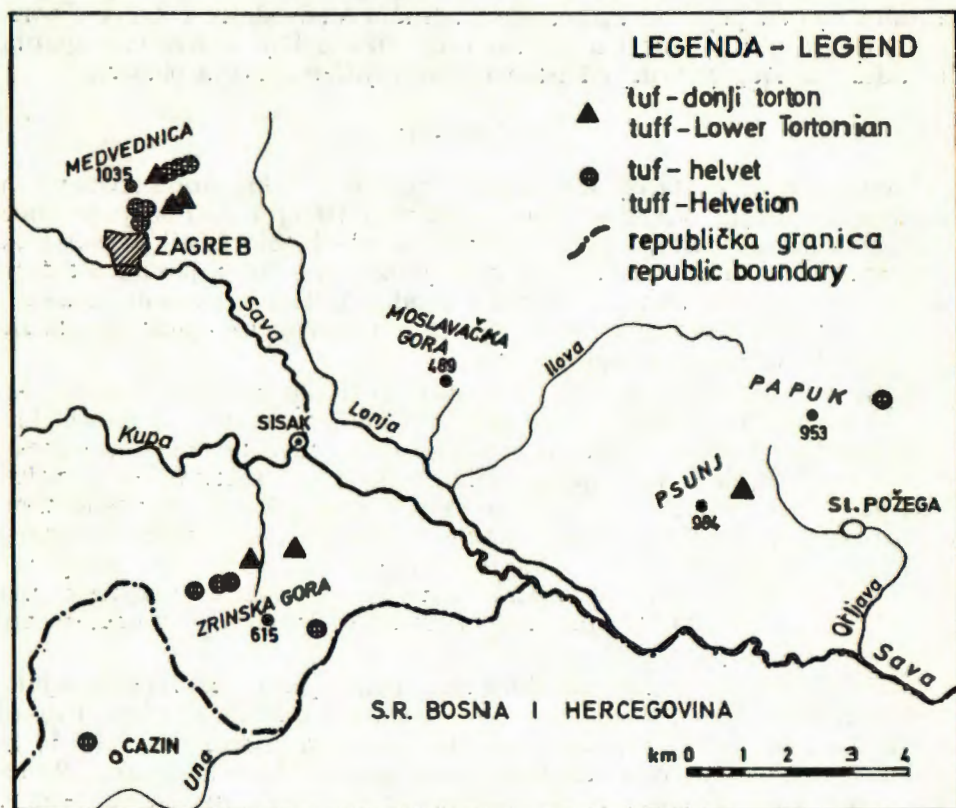 LEGENDA - LEGEND
tuf - donji torton
tuff - Lower Tortonian
tuf - helvet
tuff - Helvetian
republička granica
republic boundary
MEDVEDNICA
1035
ZAGREB
Sava
MOSLAVAČKA
GORA
489
Ilova
PAPUK
953
Kupa
SISAK
Lonja
PSUNJ
984
Sl. POŽEGA
ZRINSKA GORA
615
Orljava
Sava
S.R. BOSNA I HERCEGOVINA
CAZIN
Una
km 0 1 2 3 4